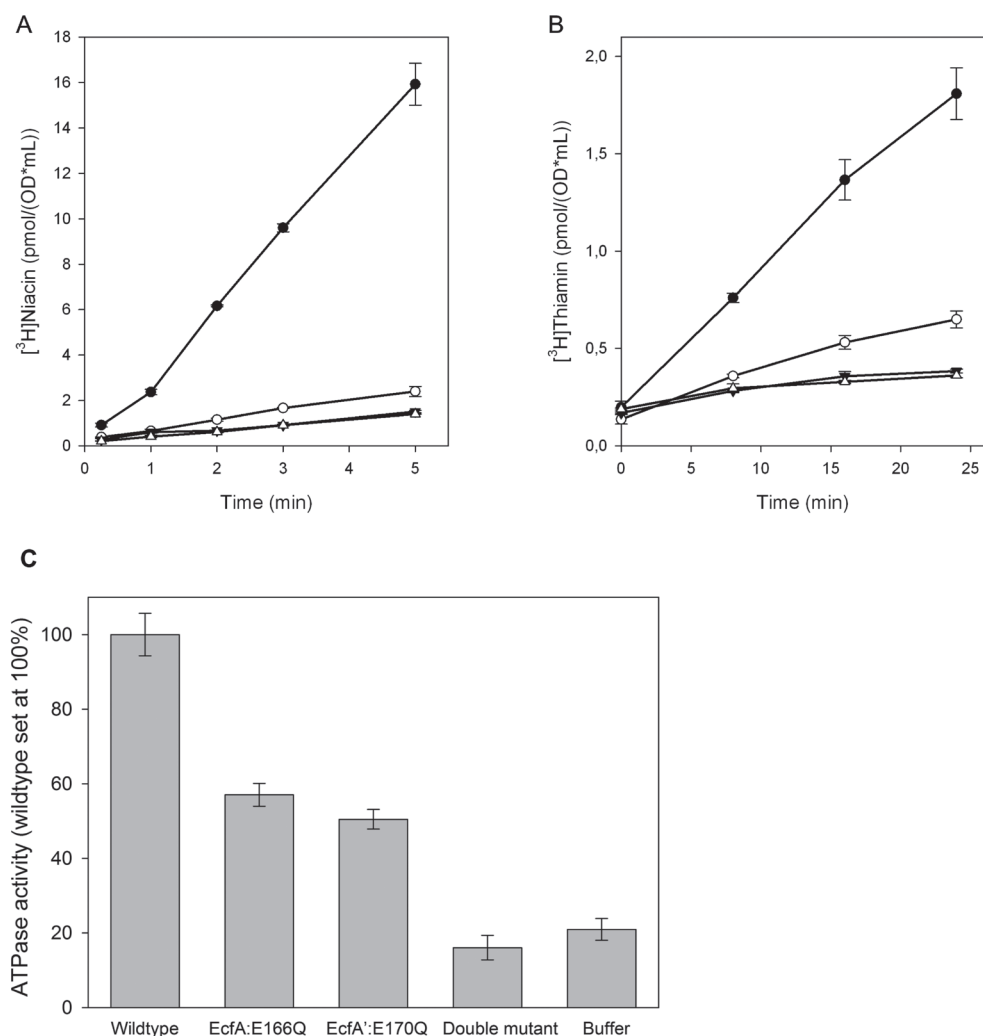 A
[³H]Niacin (pmol/(OD*mL))
18
16
14
12
10
8
6
4
2
0
0 1 2 3 4 5
Time (min)
B
[³H]Thiamin (pmol/(OD*mL))
2,0
1,5
1,0
0,5
0,0
0 5 10 15 20 25
Time (min)
C
ATPase activity (wildtype set at 100%)
100
80
60
40
20
0
Wildtype EcfA:E166Q EcfA':E170Q Double mutant Buffer